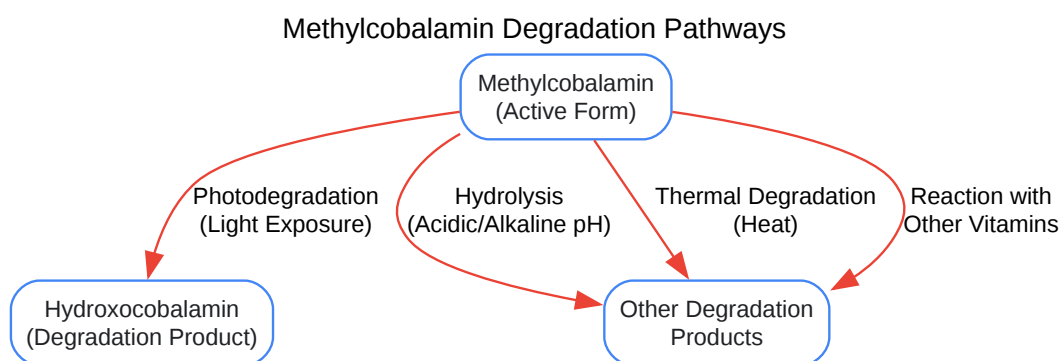 Methylcobalamin Degradation Pathways
Methylcobalamin
(Active Form)
Photodegradation
(Light Exposure)
Hydrolysis
(Acidic/Alkaline pH)
Thermal Degradation
(Heat)
Reaction with
Other Vitamins
Hydroxocobalamin
(Degradation Product)
Other Degradation
Products